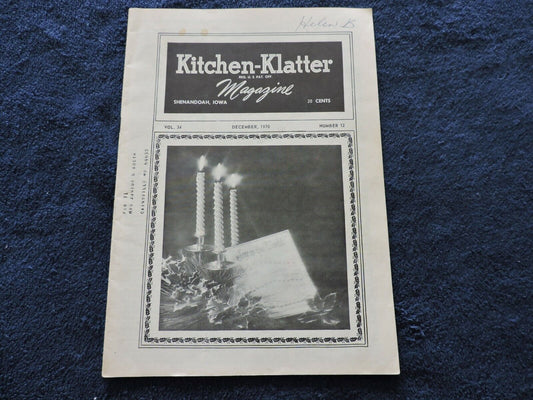 Helen B
Kitchen-Klatter
REG. U. S. PAT. OFF.
Magazine
SHENANDOAH, IOWA
20 CENTS
VOL. 34
DECEMBER, 1970
NUMBER 12